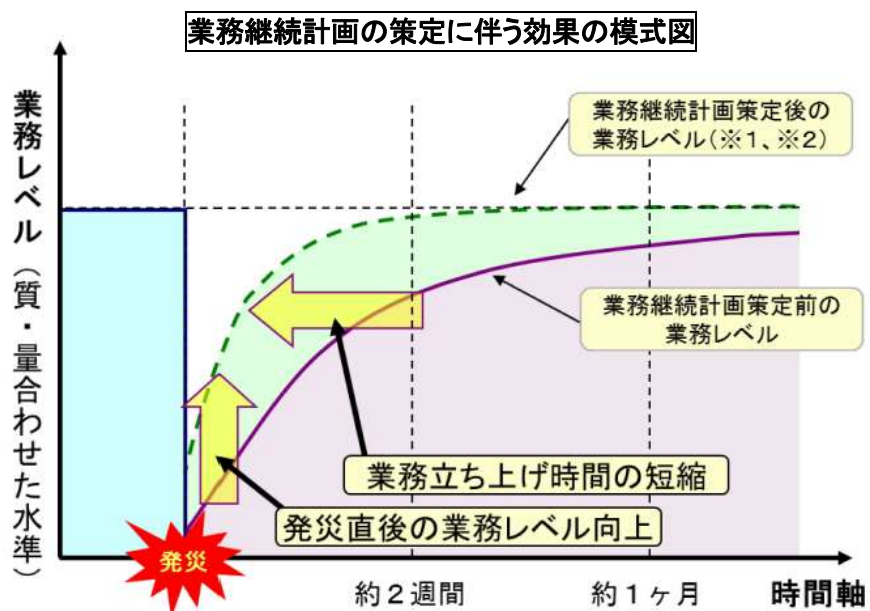 業務継続計画の策定に伴う効果の模式図
業務レベル（質・量合わせた水準）
業務継続計画策定後の
業務レベル(※１、※２)
業務継続計画策定前の
業務レベル
業務立ち上げ時間の短縮
発災直後の業務レベル向上
発災
約２週間
約１ヶ月
時間軸